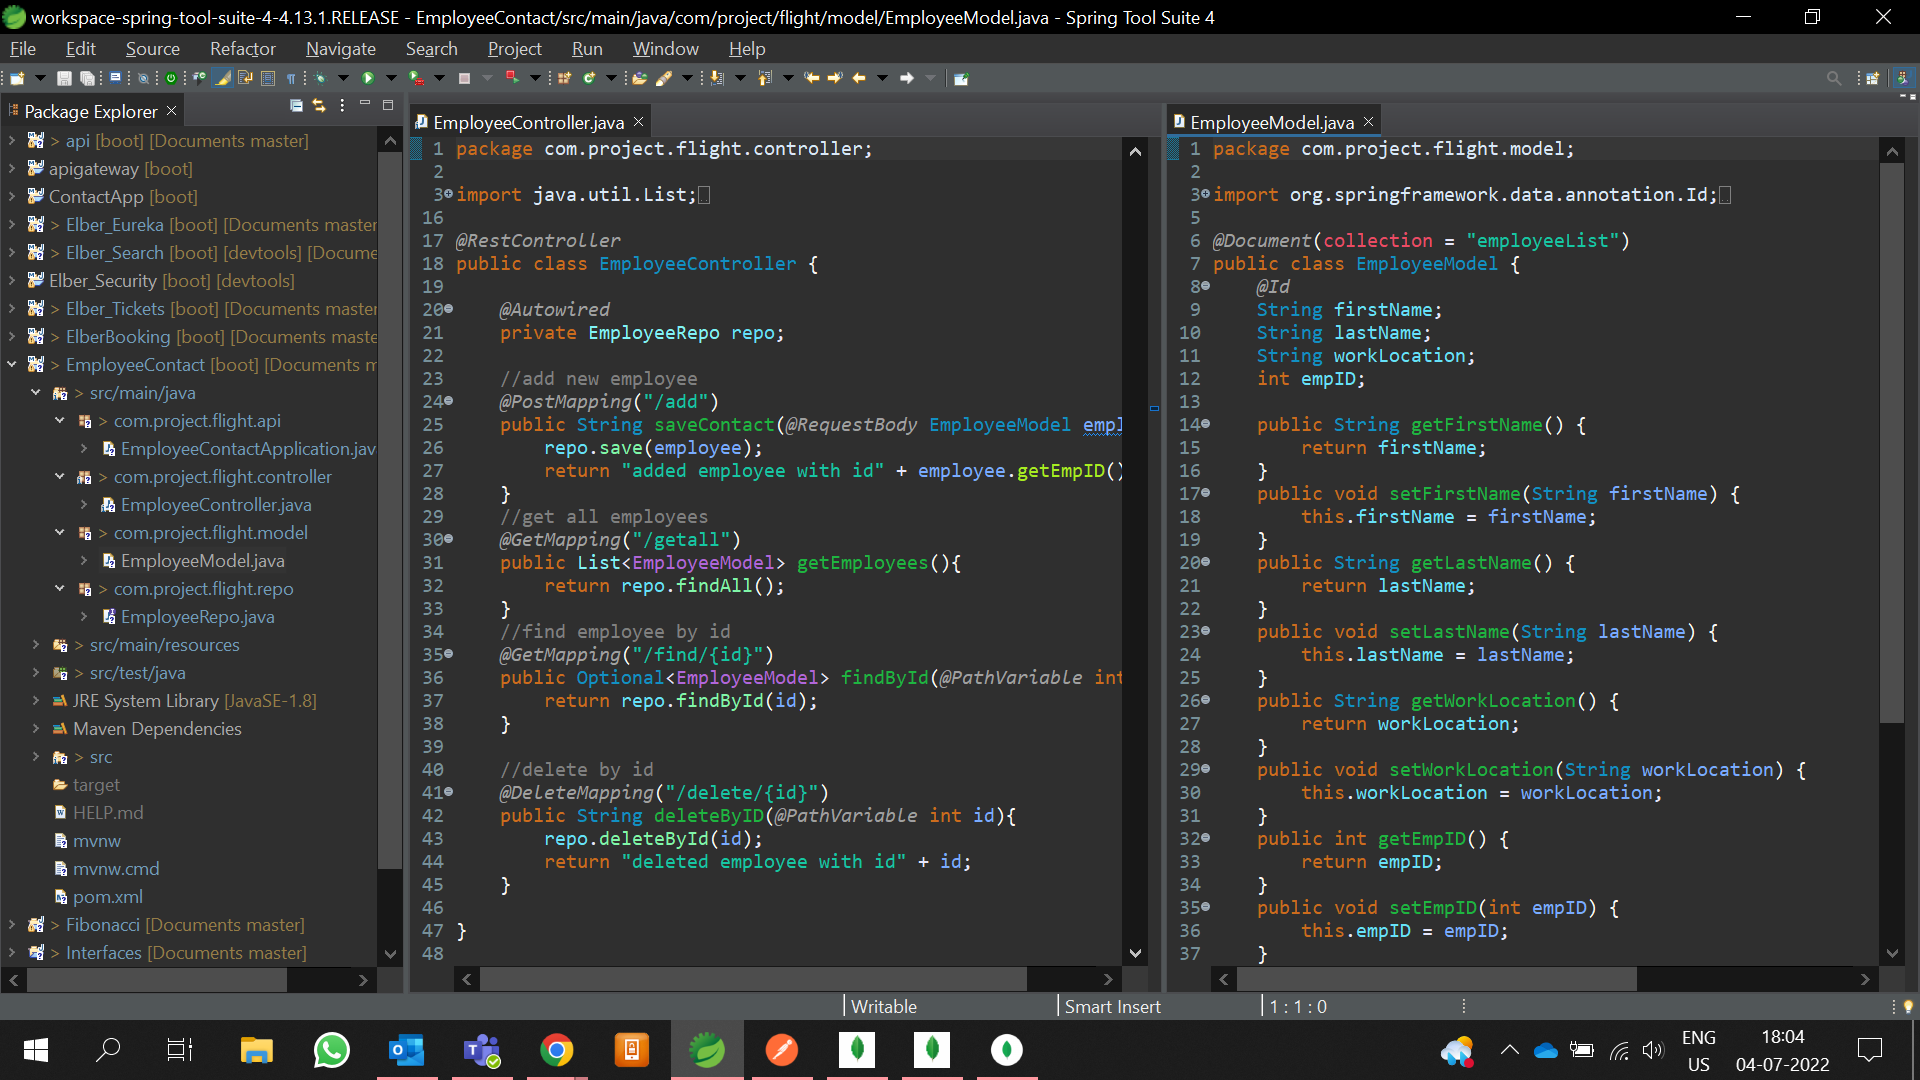 workspace-spring-tool-suite-4-4.13.1.RELEASE - EmployeeContact/src/main/java/com/project/flight/model/EmployeeModel.java - Spring Tool Suite 4
File Edit Source Refactor Navigate Search Project Run Window Help
Package Explorer
> api [boot] [Documents master]
apigateway [boot]
ContactApp [boot]
> Elber_Eureka [boot] [Documents master
> Elber_Search [boot] [devtools] [Docume
Elber_Security [boot] [devtools]
> Elber_Tickets [boot] [Documents master
> ElberBooking [boot] [Documents maste
> EmployeeContact [boot] [Documents m
> src/main/java
> com.project.flight.api
EmployeeContactApplication.jav
> com.project.flight.controller
EmployeeController.java
> com.project.flight.model
EmployeeModel.java
> com.project.flight.repo
EmployeeRepo.java
> src/main/resources
> src/test/java
JRE System Library [JavaSE-1.8]
Maven Dependencies
> src
target
HELP.md
mvnw
mvnw.cmd
pom.xml
> Fibonacci [Documents master]
> Interfaces [Documents master]
EmployeeController.java
1 package com.project.flight.controller;
2
3 import java.util.List;
16
17 @RestController
18 public class EmployeeController {
19
20 @Autowired
21 private EmployeeRepo repo;
22
23 //add new employee
24 @PostMapping("/add")
25 public String saveContact(@RequestBody EmployeeModel empl
26 repo.save(employee);
27 return "added employee with id" + employee.getEmpID()
28 }
29 //get all employees
30 @GetMapping("/getall")
31 public List<EmployeeModel> getEmployees(){
32 return repo.findAll();
33 }
34 //find employee by id
35 @GetMapping("/find/{id}")
36 public Optional<EmployeeModel> findById(@PathVariable int
37 return repo.findById(id);
38 }
39
40 //delete by id
41 @DeleteMapping("/delete/{id}")
42 public String deleteByID(@PathVariable int id){
43 repo.deleteById(id);
44 return "deleted employee with id" + id;
45 }
46
47 }
48
EmployeeModel.java
1 package com.project.flight.model;
2
3 import org.springframework.data.annotation.Id;
5
6 @Document(collection = "employeeList")
7 public class EmployeeModel {
8 @Id
9 String firstName;
10 String lastName;
11 String workLocation;
12 int empID;
13
14 public String getFirstName() {
15 return firstName;
16 }
17 public void setFirstName(String firstName) {
18 this.firstName = firstName;
19 }
20 public String getLastName() {
21 return lastName;
22 }
23 public void setLastName(String lastName) {
24 this.lastName = lastName;
25 }
26 public String getWorkLocation() {
27 return workLocation;
28 }
29 public void setWorkLocation(String workLocation) {
30 this.workLocation = workLocation;
31 }
32 public int getEmpID() {
33 return empID;
34 }
35 public void setEmpID(int empID) {
36 this.empID = empID;
37 }
Writable Smart Insert 1 : 1 : 0
ENG
US
18:04
04-07-2022